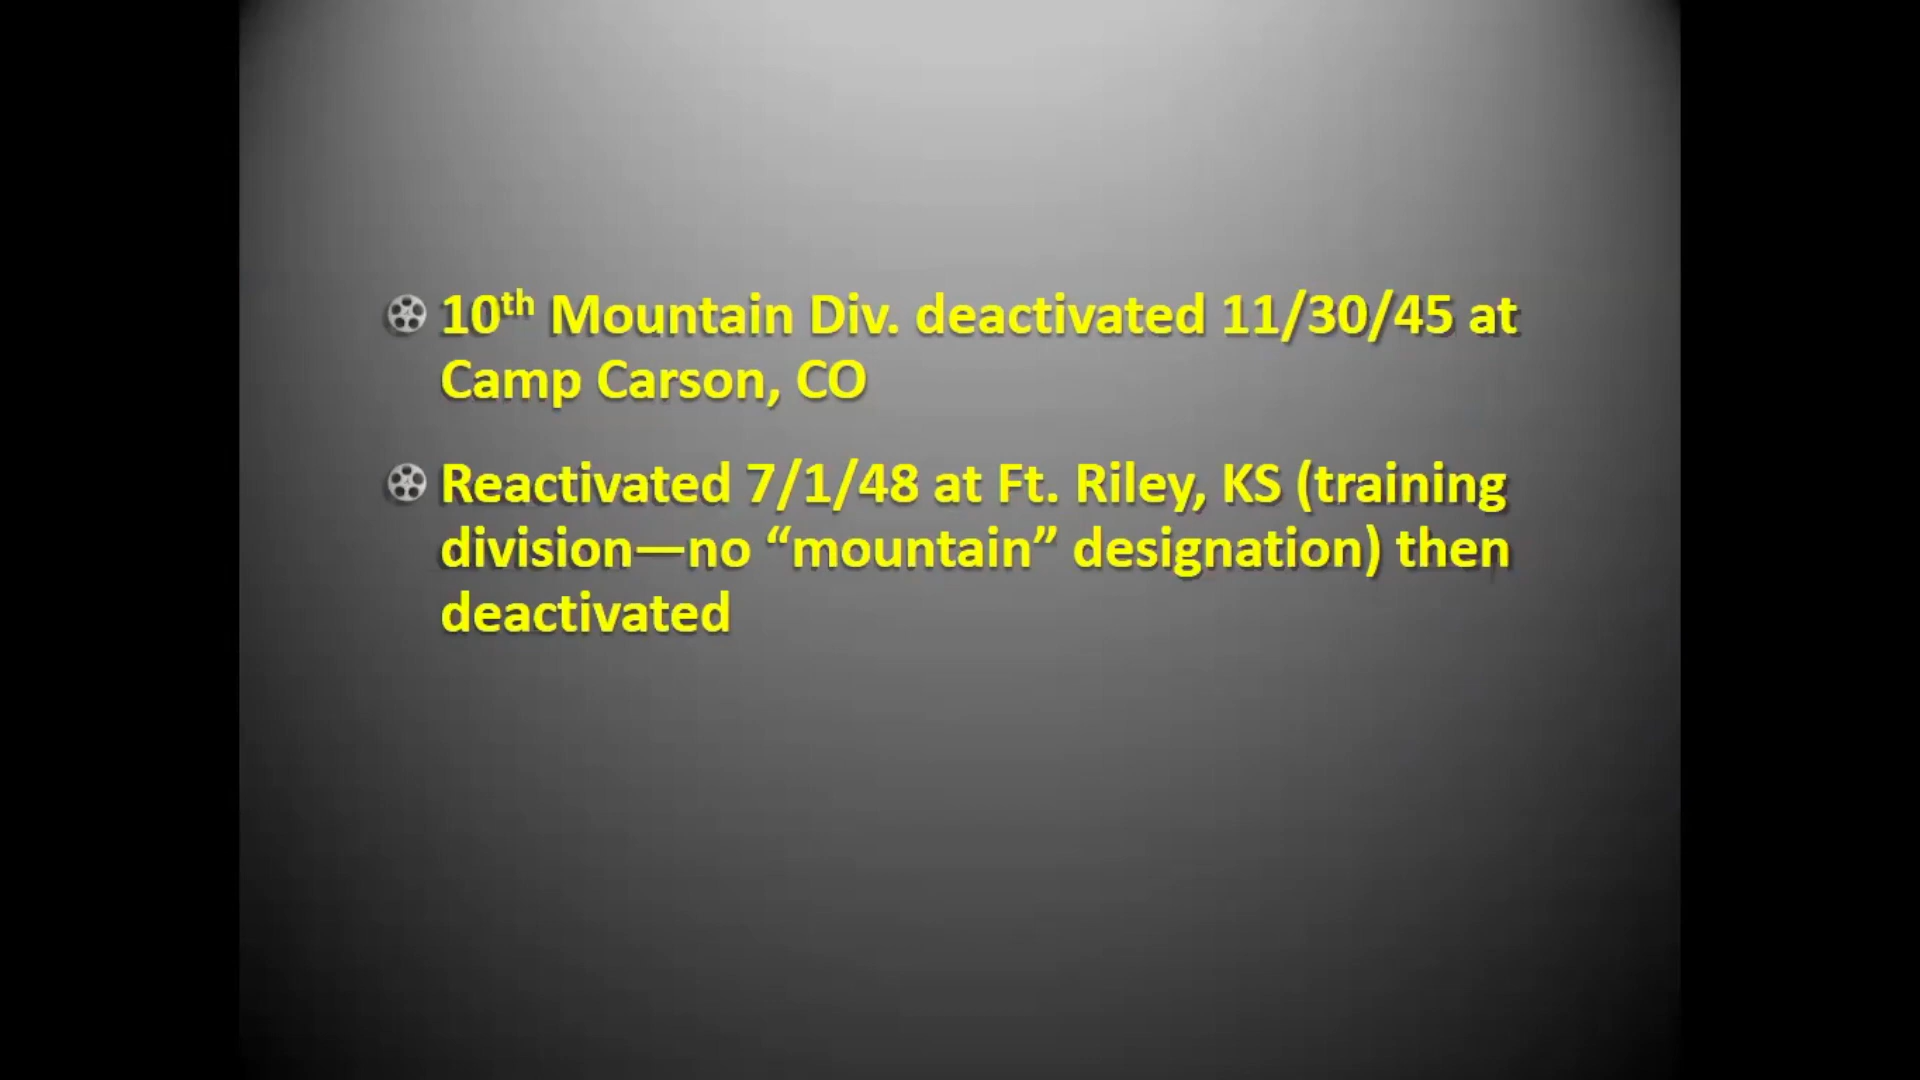 10th Mountain Div. deactivated 11/30/45 at
Camp Carson, CO
Reactivated 7/1/48 at Ft. Riley, KS (training
division—no “mountain” designation) then
deactivated